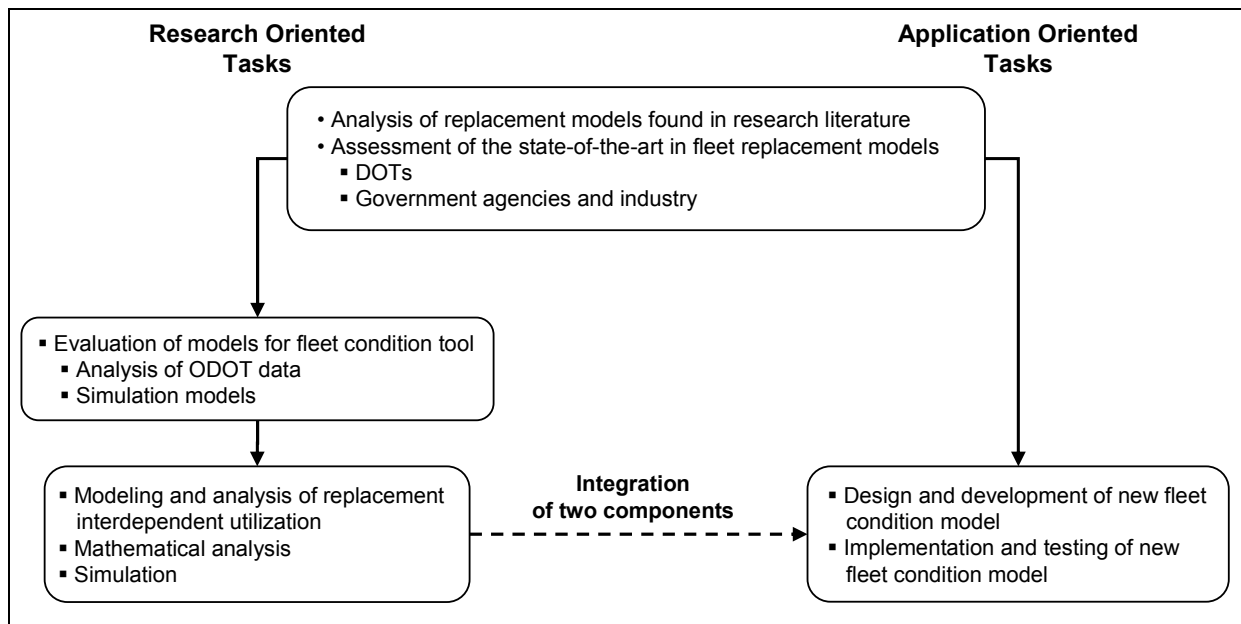 Research Oriented
Tasks
Application Oriented
Tasks
• Analysis of replacement models found in research literature
• Assessment of the state-of-the-art in fleet replacement models
▪ DOTs
▪ Government agencies and industry
▪ Evaluation of models for fleet condition tool
▪ Analysis of ODOT data
▪ Simulation models
▪ Modeling and analysis of replacement
interdependent utilization
▪ Mathematical analysis
▪ Simulation
Integration
of two components
▪ Design and development of new fleet
condition model
▪ Implementation and testing of new
fleet condition model